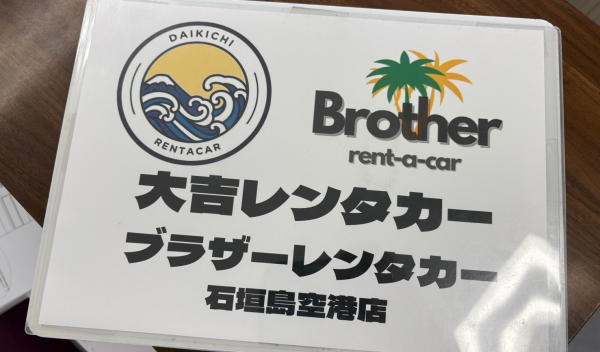 DAIKICHI
RENTACAR
Brother
rent-a-car
大吉レンタカー
ブラザーレンタカー
石垣島空港店